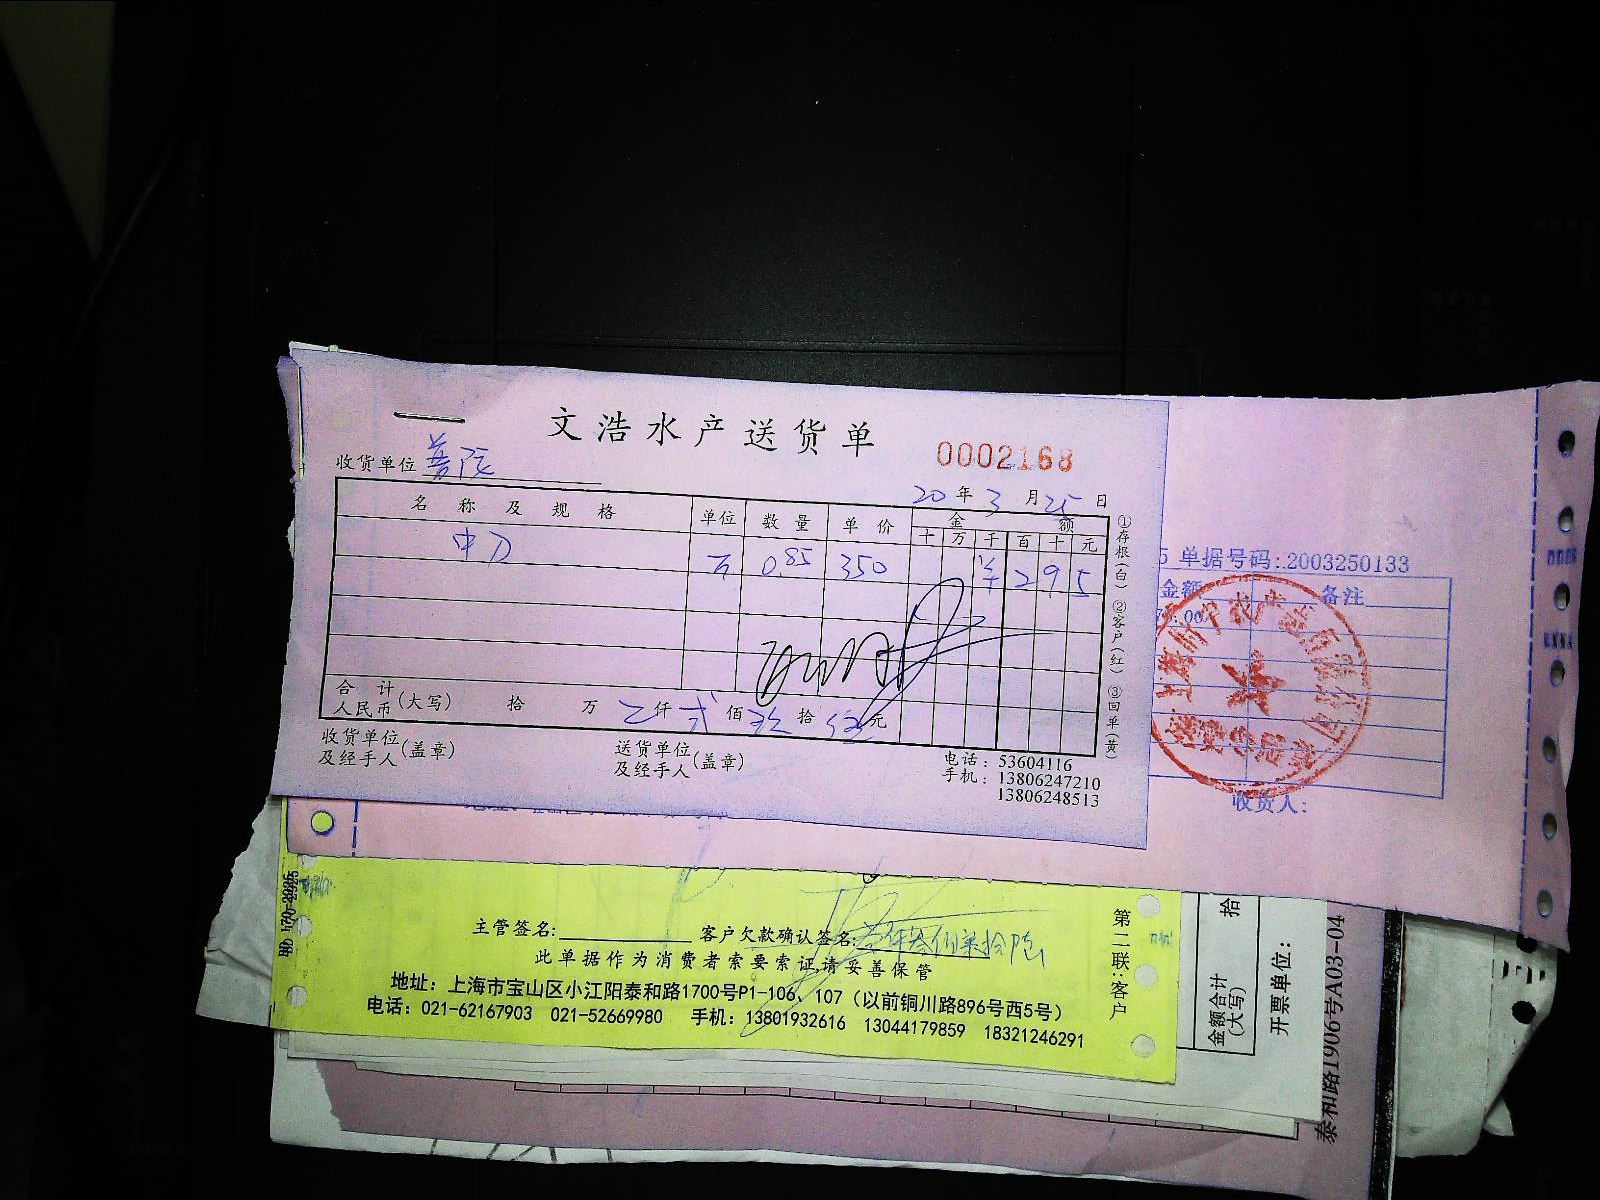 文浩水产送货单
0002168
收货单位 普陀
20年3月25日
名称及规格 单位 数量 单价 金额
十 万 千 百 十 元
中刀 斤 0.85 350 ¥ 2 9 5
合计
人民币(大写) 拾 万 仟 贰 佰 玖 拾 伍 元
收货单位
及经手人(盖章)
送货单位
及经手人(盖章)
电话：53604116
手机：13806247210
13806248513
①存根(白) ②客户(红) ③回单(黄)
5 单据号码:2003250133
金额 备注
收货人:
主管签名: 客户欠款确认签名:
此单据作为消费者索要索证,请妥善保管
地址：上海市宝山区小江阳泰和路1700号P1-106、107（以前铜川路896号西5号）
电话：021-62167903 021-52669980 手机：13801932616 13044179859 18321246291
第二联:客户
拾
金额合计
(大写)
开票单位：
泰和路1906号A03-04